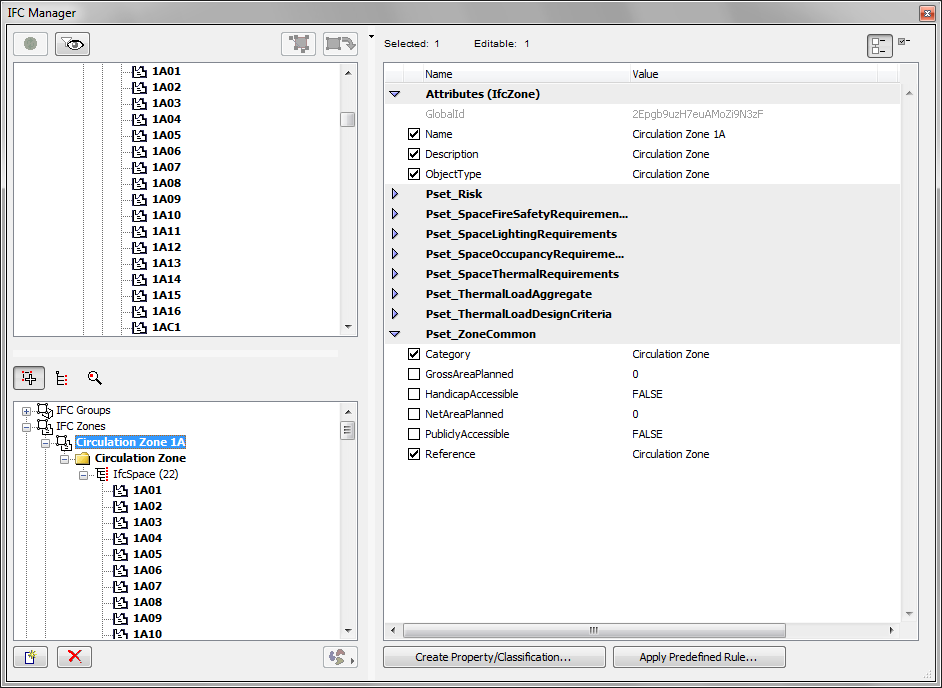 IFC Manager
1A01
1A02
1A03
1A04
1A05
1A06
1A07
1A08
1A09
1A10
1A11
1A12
1A13
1A14
1A15
1A16
1AC1
IFC Groups
IFC Zones
Circulation Zone 1A
Circulation Zone
IfcSpace (22)
1A01
1A02
1A03
1A04
1A05
1A06
1A07
1A08
1A09
1A10
Selected: 1 Editable: 1
Name Value
Attributes (IfcZone)
GlobalId 2Epgb9uzH7euAMoZi9N3zF
Name Circulation Zone 1A
Description Circulation Zone
ObjectType Circulation Zone
Pset_Risk
Pset_SpaceFireSafetyRequiremen...
Pset_SpaceLightingRequirements
Pset_SpaceOccupancyRequireme...
Pset_SpaceThermalRequirements
Pset_ThermalLoadAggregate
Pset_ThermalLoadDesignCriteria
Pset_ZoneCommon
Category Circulation Zone
GrossAreaPlanned 0
HandicapAccessible FALSE
NetAreaPlanned 0
PubliclyAccessible FALSE
Reference Circulation Zone
Create Property/Classification... Apply Predefined Rule...